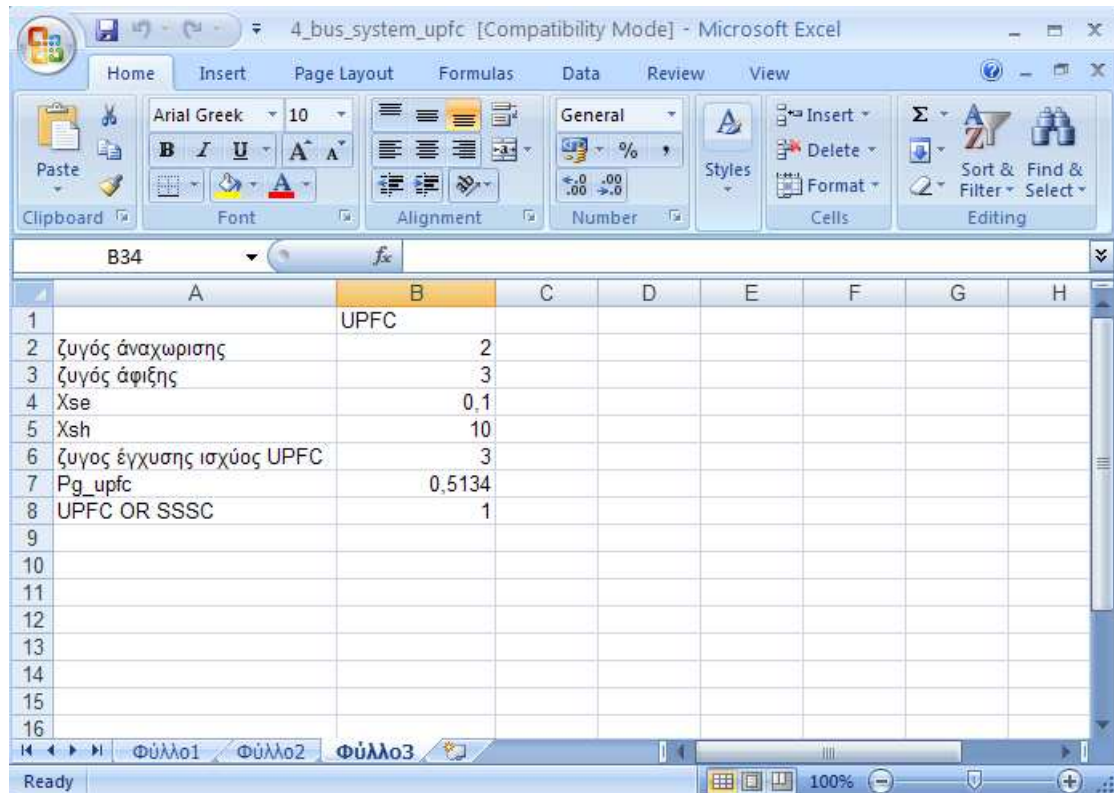 4_bus_system_upfc [Compatibility Mode] - Microsoft Excel
Home Insert Page Layout Formulas Data Review View
Paste
Clipboard
Arial Greek 10
B I U A A
Font
Alignment
General
% ,
Number
Styles
Insert
Delete
Format
Cells
Σ
Sort & Filter
Find & Select
Editing
B34 fx
A B C D E F G H
1 UPFC
2 ζυγός άναχωρισης 2
3 ζυγός άφιξης 3
4 Xse 0,1
5 Xsh 10
6 ζυγος έγχυσης ισχύος UPFC 3
7 Pg_upfc 0,5134
8 UPFC OR SSSC 1
9
10
11
12
13
14
15
16
Φύλλο1 Φύλλο2 Φύλλο3
Ready 100%